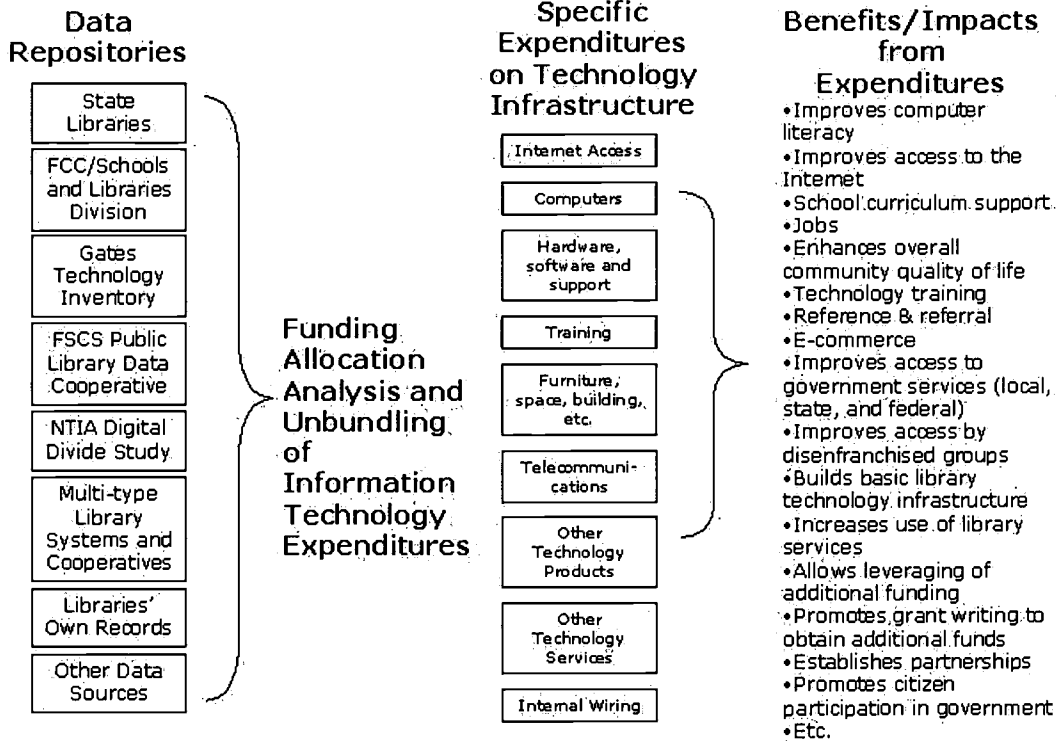 Data
Repositories
State
Libraries
FCC/Schools
and Libraries
Division
Gates
Technology
Inventory
FSCS Public
Library Data
Cooperative
NTIA Digital
Divide Study
Multi-type
Library
Systems and
Cooperatives
Libraries'
Own Records
Other Data
Sources
Funding
Allocation
Analysis and
Unbundling
of
Information
Technology
Expenditures
Specific
Expenditures
on Technology
Infrastructure
Internet Access
Computers
Hardware,
software and
support
Training
Furniture,
space, building,
etc.
Telecommuni-
cations
Other
Technology
Products
Other
Technology
Services
Internal Wiring
Benefits/Impacts
from
Expenditures
•Improves computer
literacy
•Improves access to the
Internet
•School curriculum support
•Jobs
•Enhances overall
community quality of life
•Technology training
•Reference & referral
•E-commerce
•Improves access to
government services (local,
state, and federal)
•Improves access by
disenfranchised groups
•Builds basic library
technology infrastructure
•Increases use of library
services
•Allows leveraging of
additional funding
•Promotes grant writing to
obtain additional funds
•Establishes partnerships
•Promotes citizen
participation in government
•Etc.